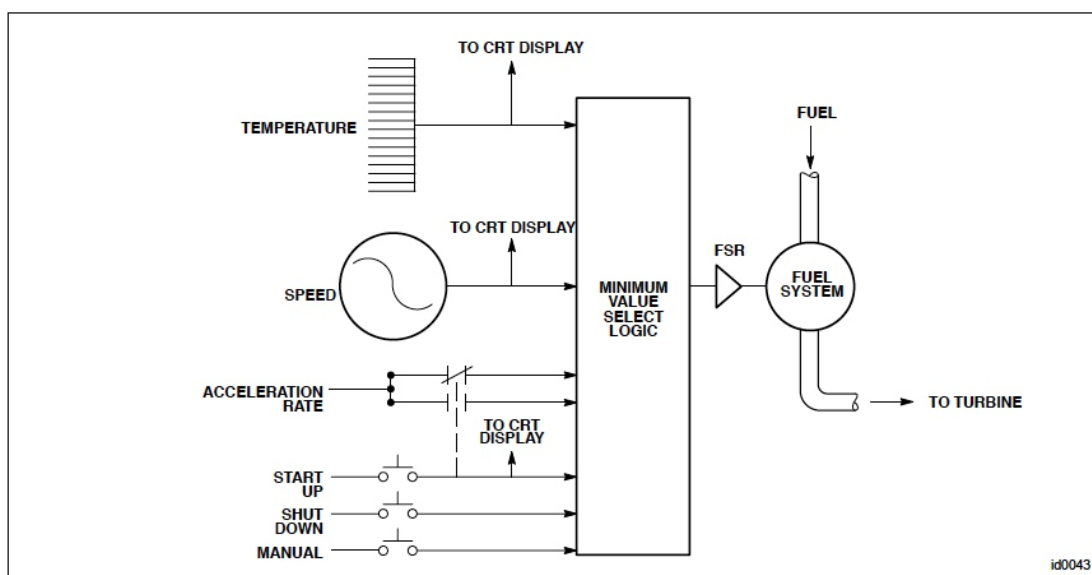 TO CRT DISPLAY
TEMPERATURE
FUEL
TO CRT DISPLAY
FSR
SPEED
MINIMUM
VALUE
SELECT
LOGIC
FUEL
SYSTEM
ACCELERATION
RATE
TO CRT
DISPLAY
TO TURBINE
START
UP
SHUT
DOWN
MANUAL
id0043